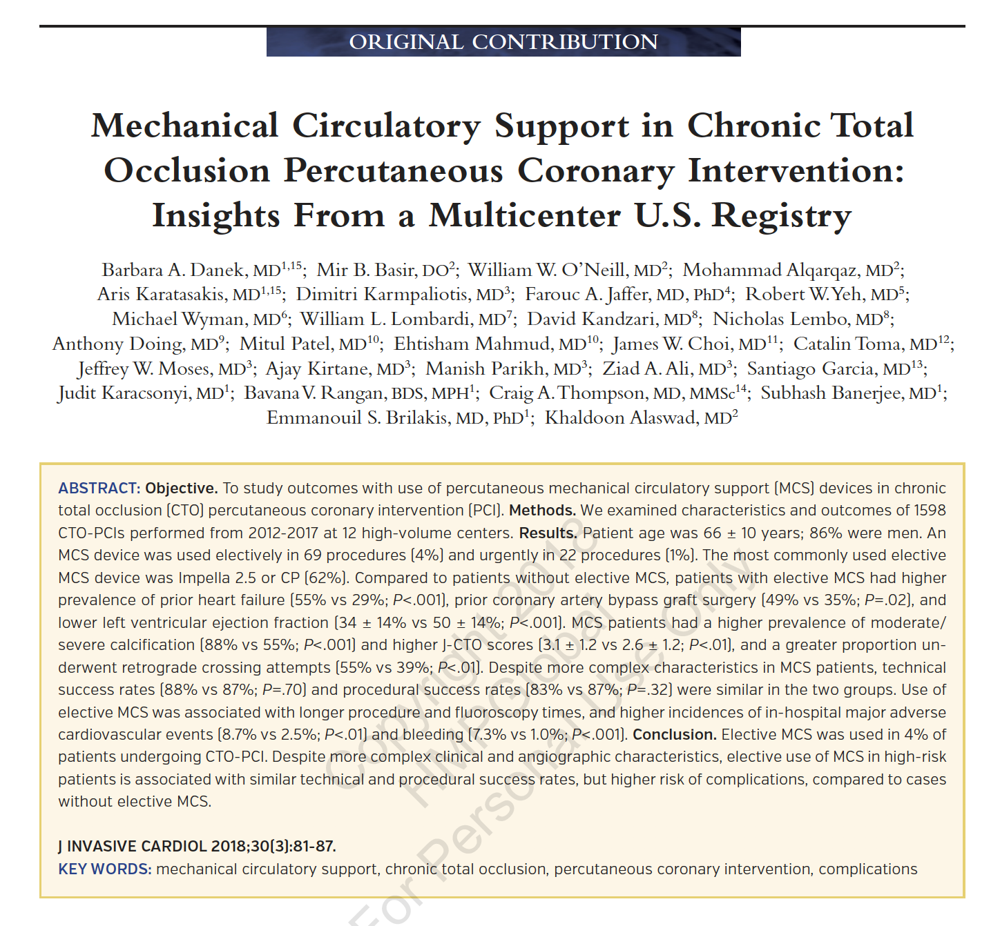 ORIGINAL CONTRIBUTION
Mechanical Circulatory Support in Chronic Total
Occlusion Percutaneous Coronary Intervention:
Insights From a Multicenter U.S. Registry
Barbara A. Danek, MD1,15; Mir B. Basir, DO2; William W. O’Neill, MD2; Mohammad Alqarqaz, MD2;
Aris Karatasakis, MD1,15; Dimitri Karmpaliotis, MD3; Farouc A. Jaffer, MD, PhD4; Robert W. Yeh, MD5;
Michael Wyman, MD6; William L. Lombardi, MD7; David Kandzari, MD8; Nicholas Lembo, MD8;
Anthony Doing, MD9; Mitul Patel, MD10; Ehtisham Mahmud, MD10; James W. Choi, MD11; Catalin Toma, MD12;
Jeffrey W. Moses, MD3; Ajay Kirtane, MD3; Manish Parikh, MD3; Ziad A. Ali, MD3; Santiago Garcia, MD13;
Judit Karacsonyi, MD1; Bavana V. Rangan, BDS, MPH1; Craig A. Thompson, MD, MMSc14; Subhash Banerjee, MD1;
Emmanouil S. Brilakis, MD, PhD1; Khaldoon Alaswad, MD2
ABSTRACT: Objective. To study outcomes with use of percutaneous mechanical circulatory support (MCS) devices in chronic
total occlusion (CTO) percutaneous coronary intervention (PCI). Methods. We examined characteristics and outcomes of 1598
CTO-PCIs performed from 2012-2017 at 12 high-volume centers. Results. Patient age was 66 ± 10 years; 86% were men. An
MCS device was used electively in 69 procedures (4%) and urgently in 22 procedures (1%). The most commonly used elective
MCS device was Impella 2.5 or CP (62%). Compared to patients without elective MCS, patients with elective MCS had higher
prevalence of prior heart failure (55% vs 29%; P<.001), prior coronary artery bypass graft surgery (49% vs 35%; P=.02), and
lower left ventricular ejection fraction (34 ± 14% vs 50 ± 14%; P<.001). MCS patients had a higher prevalence of moderate/
severe calcification (88% vs 55%; P<.001) and higher J-CTO scores (3.1 ± 1.2 vs 2.6 ± 1.2; P<.01), and a greater proportion un-
derwent retrograde crossing attempts (55% vs 39%; P<.01). Despite more complex characteristics in MCS patients, technical
success rates (88% vs 87%; P=.70) and procedural success rates (83% vs 87%; P=.32) were similar in the two groups. Use of
elective MCS was associated with longer procedure and fluoroscopy times, and higher incidences of in-hospital major adverse
cardiovascular events (8.7% vs 2.5%; P<.01) and bleeding (7.3% vs 1.0%; P<.001). Conclusion. Elective MCS was used in 4% of
patients undergoing CTO-PCI. Despite more complex clinical and angiographic characteristics, elective use of MCS in high-risk
patients is associated with similar technical and procedural success rates, but higher risk of complications, compared to cases
without elective MCS.
J INVASIVE CARDIOL 2018;30(3):81-87.
KEY WORDS: mechanical circulatory support, chronic total occlusion, percutaneous coronary intervention, complications
Copyright 2018
HMPGlobal
For Personal Use Only